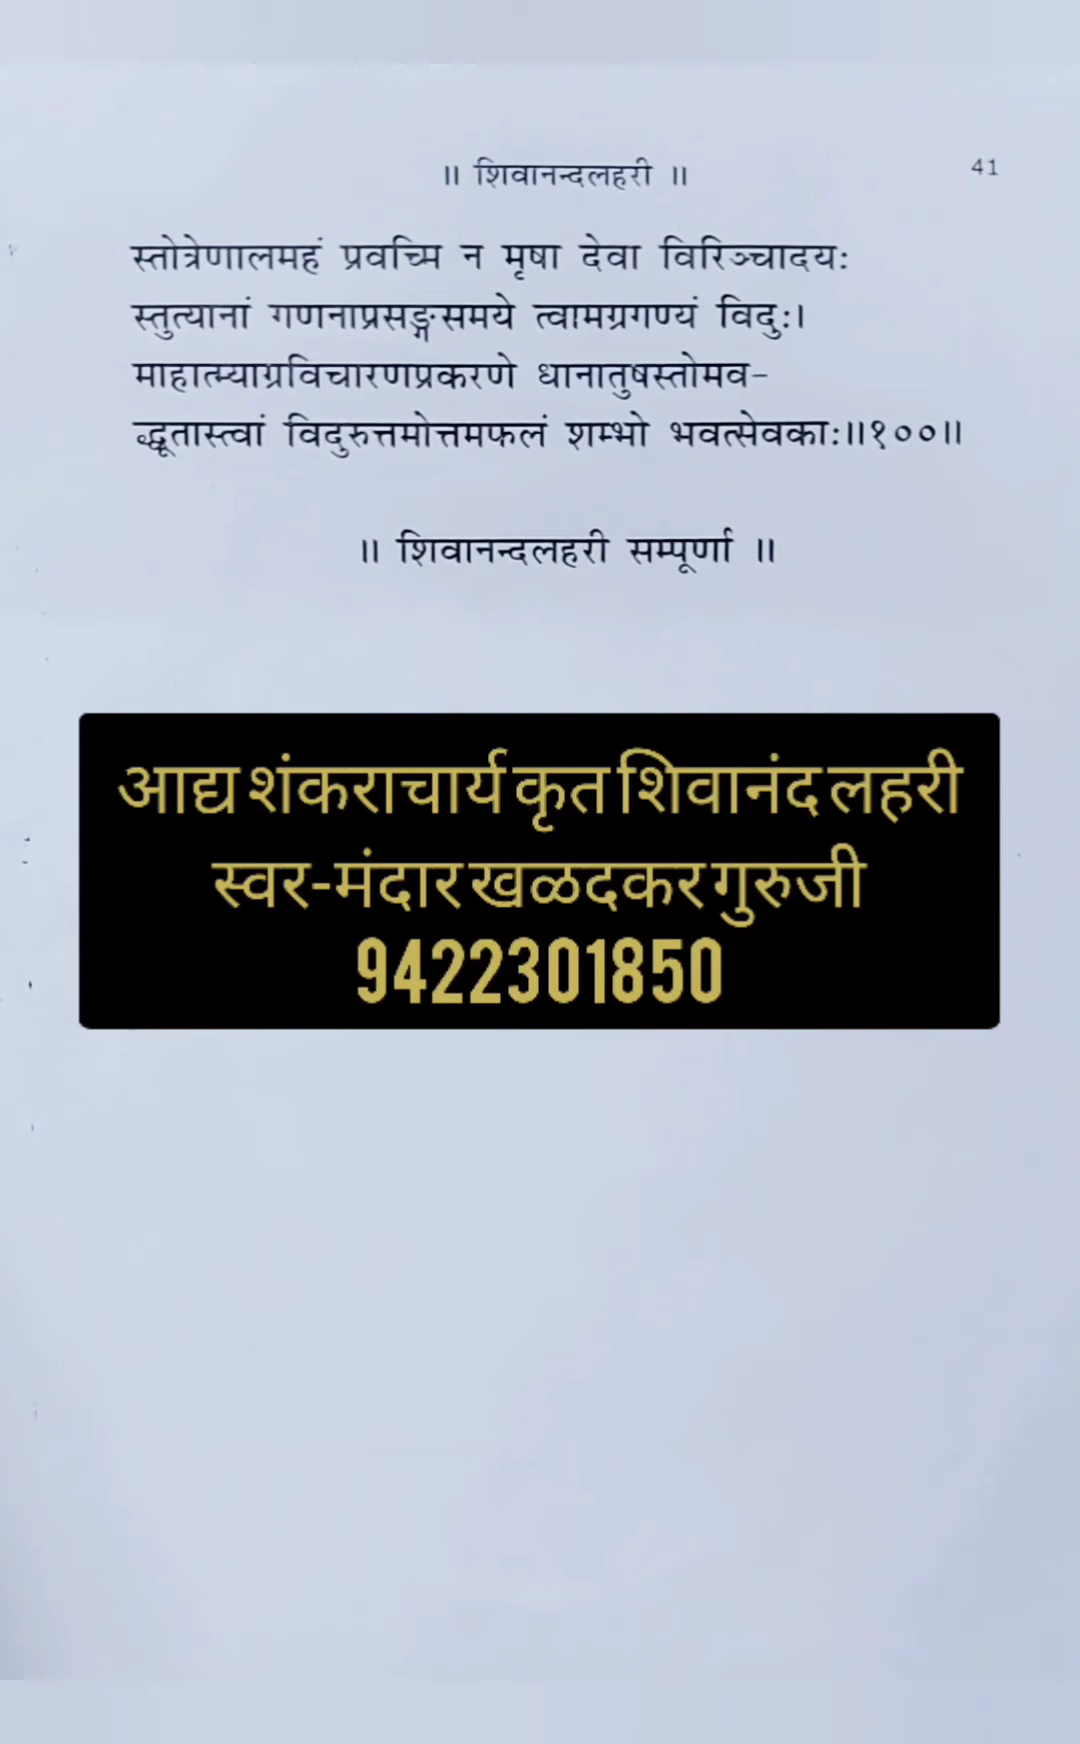 ॥ शिवानन्दलहरी ॥ 41
स्तोत्रेणालमहं प्रवच्मि न मृषा देवा विरिञ्चादयः
स्तुत्यानां गणनाप्रसङ्गसमये त्वामग्रगण्यं विदुः।
माहात्म्याग्रविचारणप्रकरणे धानातुषस्तोमव-
द्धूतास्त्वां विदुरुत्तमोत्तमफलं शम्भो भवत्सेवकाः॥१००॥
॥ शिवानन्दलहरी सम्पूर्णा ॥
आद्य शंकराचार्य कृत शिवानंद लहरी
स्वर-मंदार खळदकर गुरुजी
9422301850